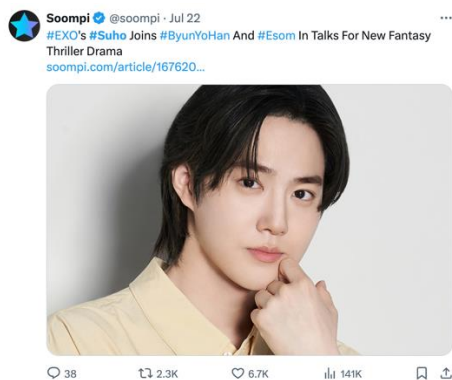 Soompi @soompi · Jul 22
#EXO's #Suho Joins #ByunYoHan And #Esom In Talks For New Fantasy
Thriller Drama
soompi.com/article/167620...
38 2.3K 6.7K 141K